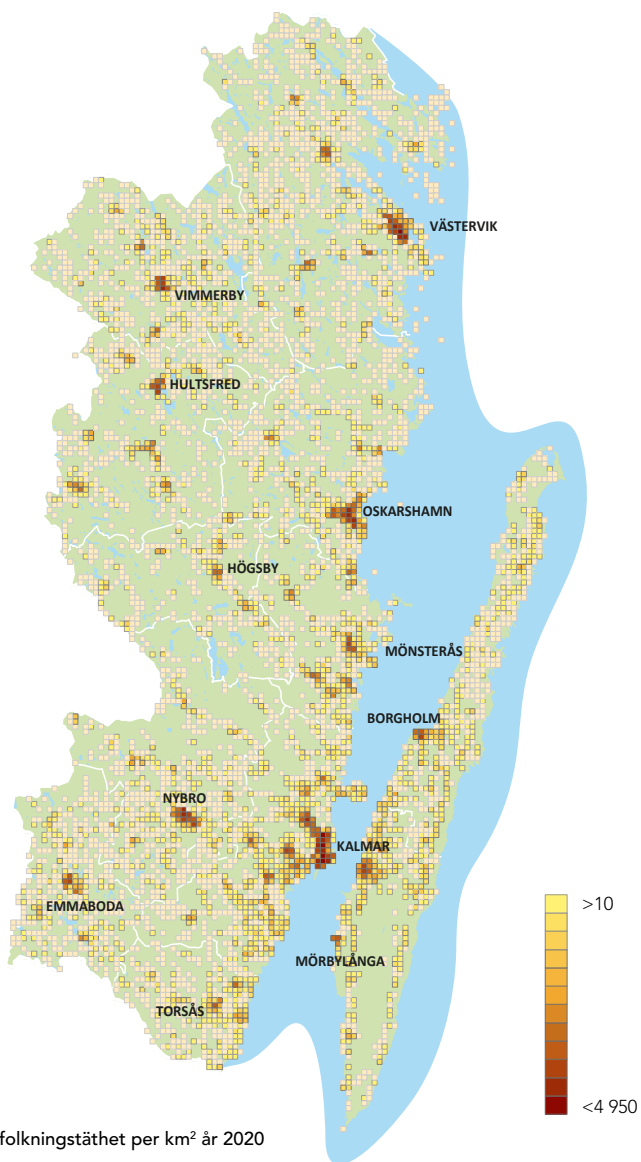 VÄSTERVIK
VIMMERBY
HULTSFRED
OSKARSHAMN
HÖGSBY
MÖNSTERÅS
BORGHOLM
NYBRO
KALMAR
EMMABODA
>10
MÖRBYLÅNGA
TORSÅS
<4 950
folkningstäthet per km² år 2020